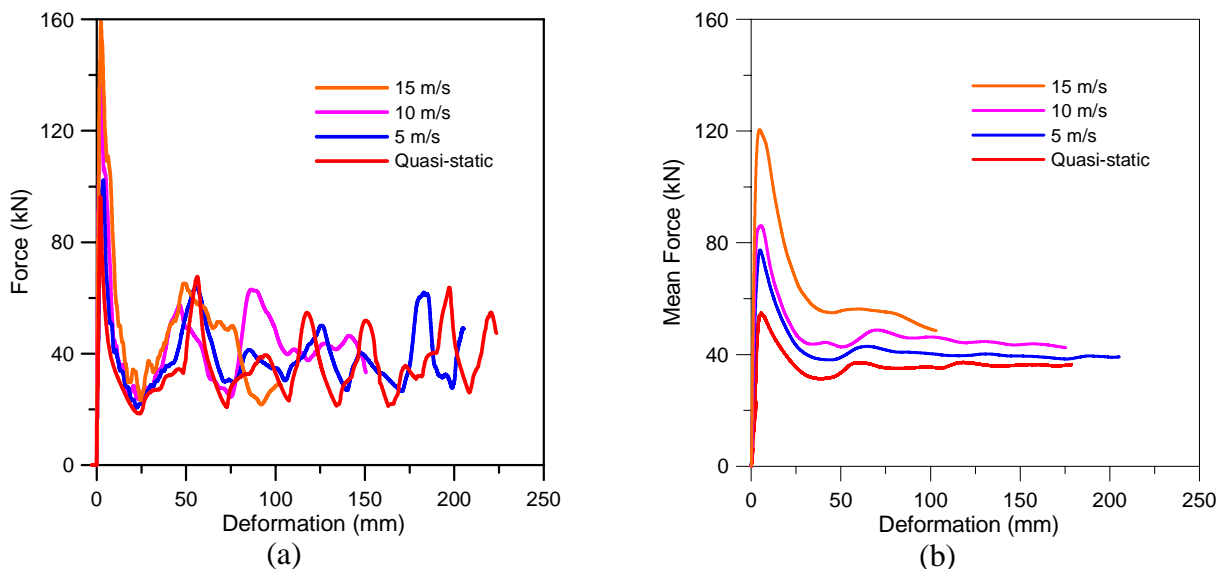 160
120
80
40
0
Force (kN)
15 m/s
10 m/s
5 m/s
Quasi-static
0 50 100 150 200 250
Deformation (mm)
(a)
160
120
80
40
0
Mean Force (kN)
15 m/s
10 m/s
5 m/s
Quasi-static
0 50 100 150 200 250
Deformation (mm)
(b)